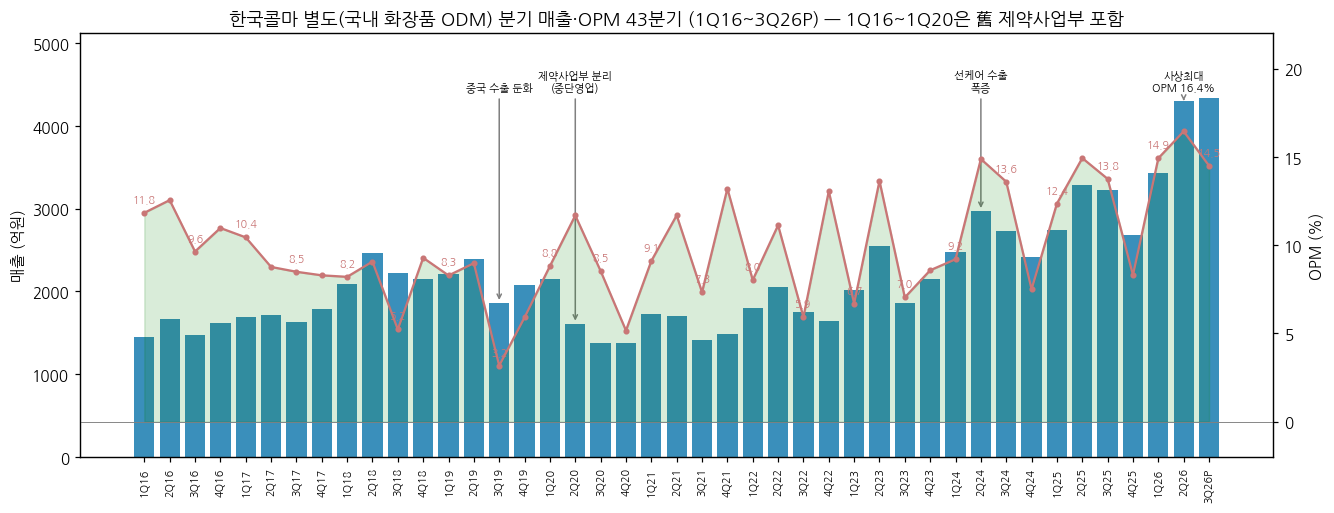 한국콜마 별도(국내 화장품 ODM) 분기 매출·OPM 43분기 (1Q16~3Q26P) — 1Q16~1Q20은 舊 제약사업부 포함
매출 (억원)
5000
4000
3000
2000
1000
0
OPM (%)
20
15
10
5
0
중국 수출 둔화
제약사업부 분리
(중단영업)
선케어 수출
폭증
사상최대
OPM 16.4%
11.8
9.6
10.4
8.5
8.2
8.3
8.8
8.5
9.1
13.6
13.8
14.9
1Q16
2Q16
3Q16
4Q16
1Q17
2Q17
3Q17
4Q17
1Q18
2Q18
3Q18
4Q18
1Q19
2Q19
3Q19
4Q19
1Q20
2Q20
3Q20
4Q20
1Q21
2Q21
3Q21
4Q21
1Q22
2Q22
3Q22
4Q22
1Q23
2Q23
3Q23
4Q23
1Q24
2Q24
3Q24
4Q24
1Q25
2Q25
3Q25
4Q25
1Q26
2Q26
3Q26P